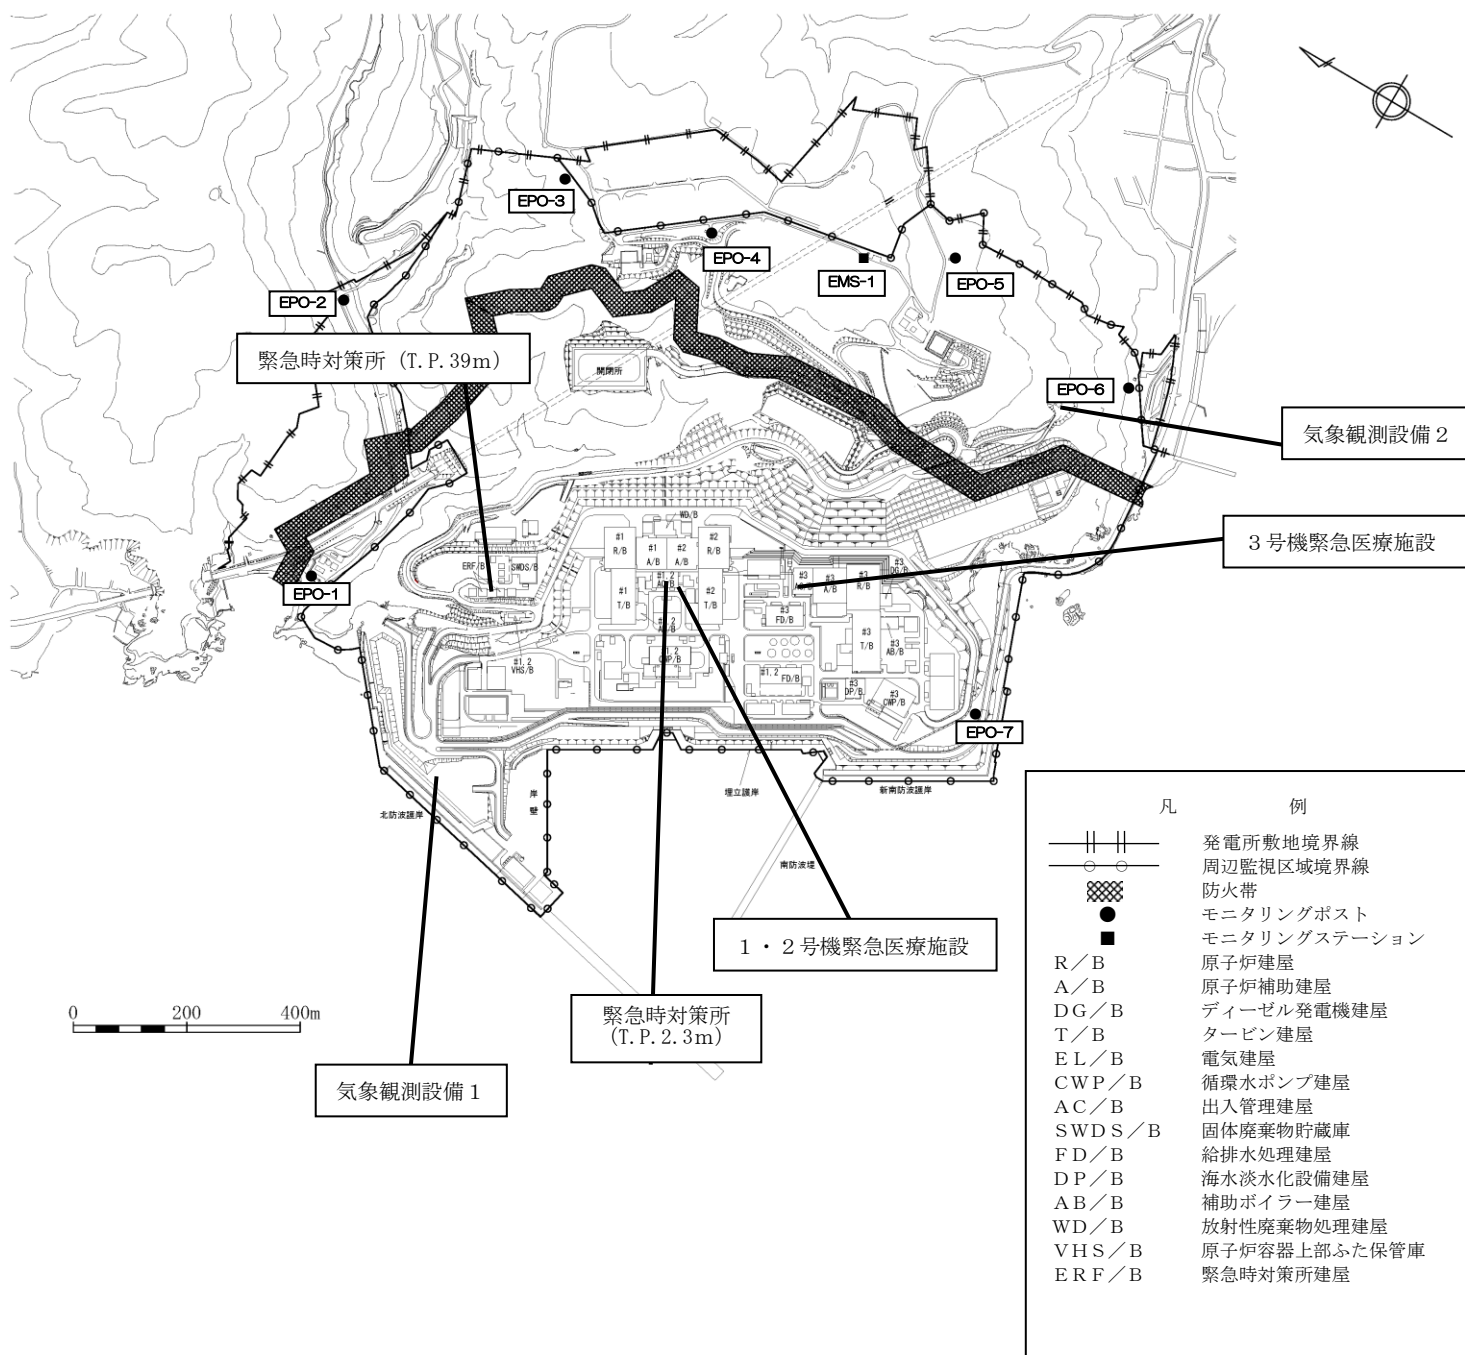 EPO-3
EPO-4
EMS-1
EPO-5
EPO-2
緊急時対策所 (T.P.39m)
開閉所
EPO-6
気象観測設備２
３号機緊急医療施設
WD/B
#1
R/B
#1
A/B
#2
A/B
#2
R/B
ERF/B
SWDS/B
#3
DG/B
#3
R/B
#3
A/B
#1
T/B
#2
T/B
#1,2
#3
FD/B
#3
T/B
#3
AB/B
EPO-1
#1,2
VHS/B
#1,2
CWP/B
#1,2
FD/B
#3
DP/B
#3
CWP/B
EPO-7
北防波護岸
岸壁
埋立護岸
新南防波護岸
南防波堤
１・２号機緊急医療施設
緊急時対策所
(T.P.2.3m)
気象観測設備１
0 200 400m
凡 例
発電所敷地境界線
周辺監視区域境界線
防火帯
モニタリングポスト
モニタリングステーション
Ｒ／Ｂ 原子炉建屋
Ａ／Ｂ 原子炉補助建屋
ＤＧ／Ｂ ディーゼル発電機建屋
Ｔ／Ｂ タービン建屋
ＥＬ／Ｂ 電気建屋
ＣＷＰ／Ｂ 循環水ポンプ建屋
ＡＣ／Ｂ 出入管理建屋
ＳＷＤＳ／Ｂ 固体廃棄物貯蔵庫
ＦＤ／Ｂ 給排水処理建屋
ＤＰ／Ｂ 海水淡水化設備建屋
ＡＢ／Ｂ 補助ボイラー建屋
ＷＤ／Ｂ 放射性廃棄物処理建屋
ＶＨＳ／Ｂ 原子炉容器上部ふた保管庫
ＥＲＦ／Ｂ 緊急時対策所建屋